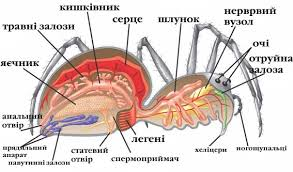 кишківник
серце
шлунок
нервовий
вузол
травні залози
очі
отруйна
залоза
яєчник
анальний
отвір
прядильний
апарат
павутинні залози
статевий
отвір
легені
спермоприймач
хеліцери
ногощупальці